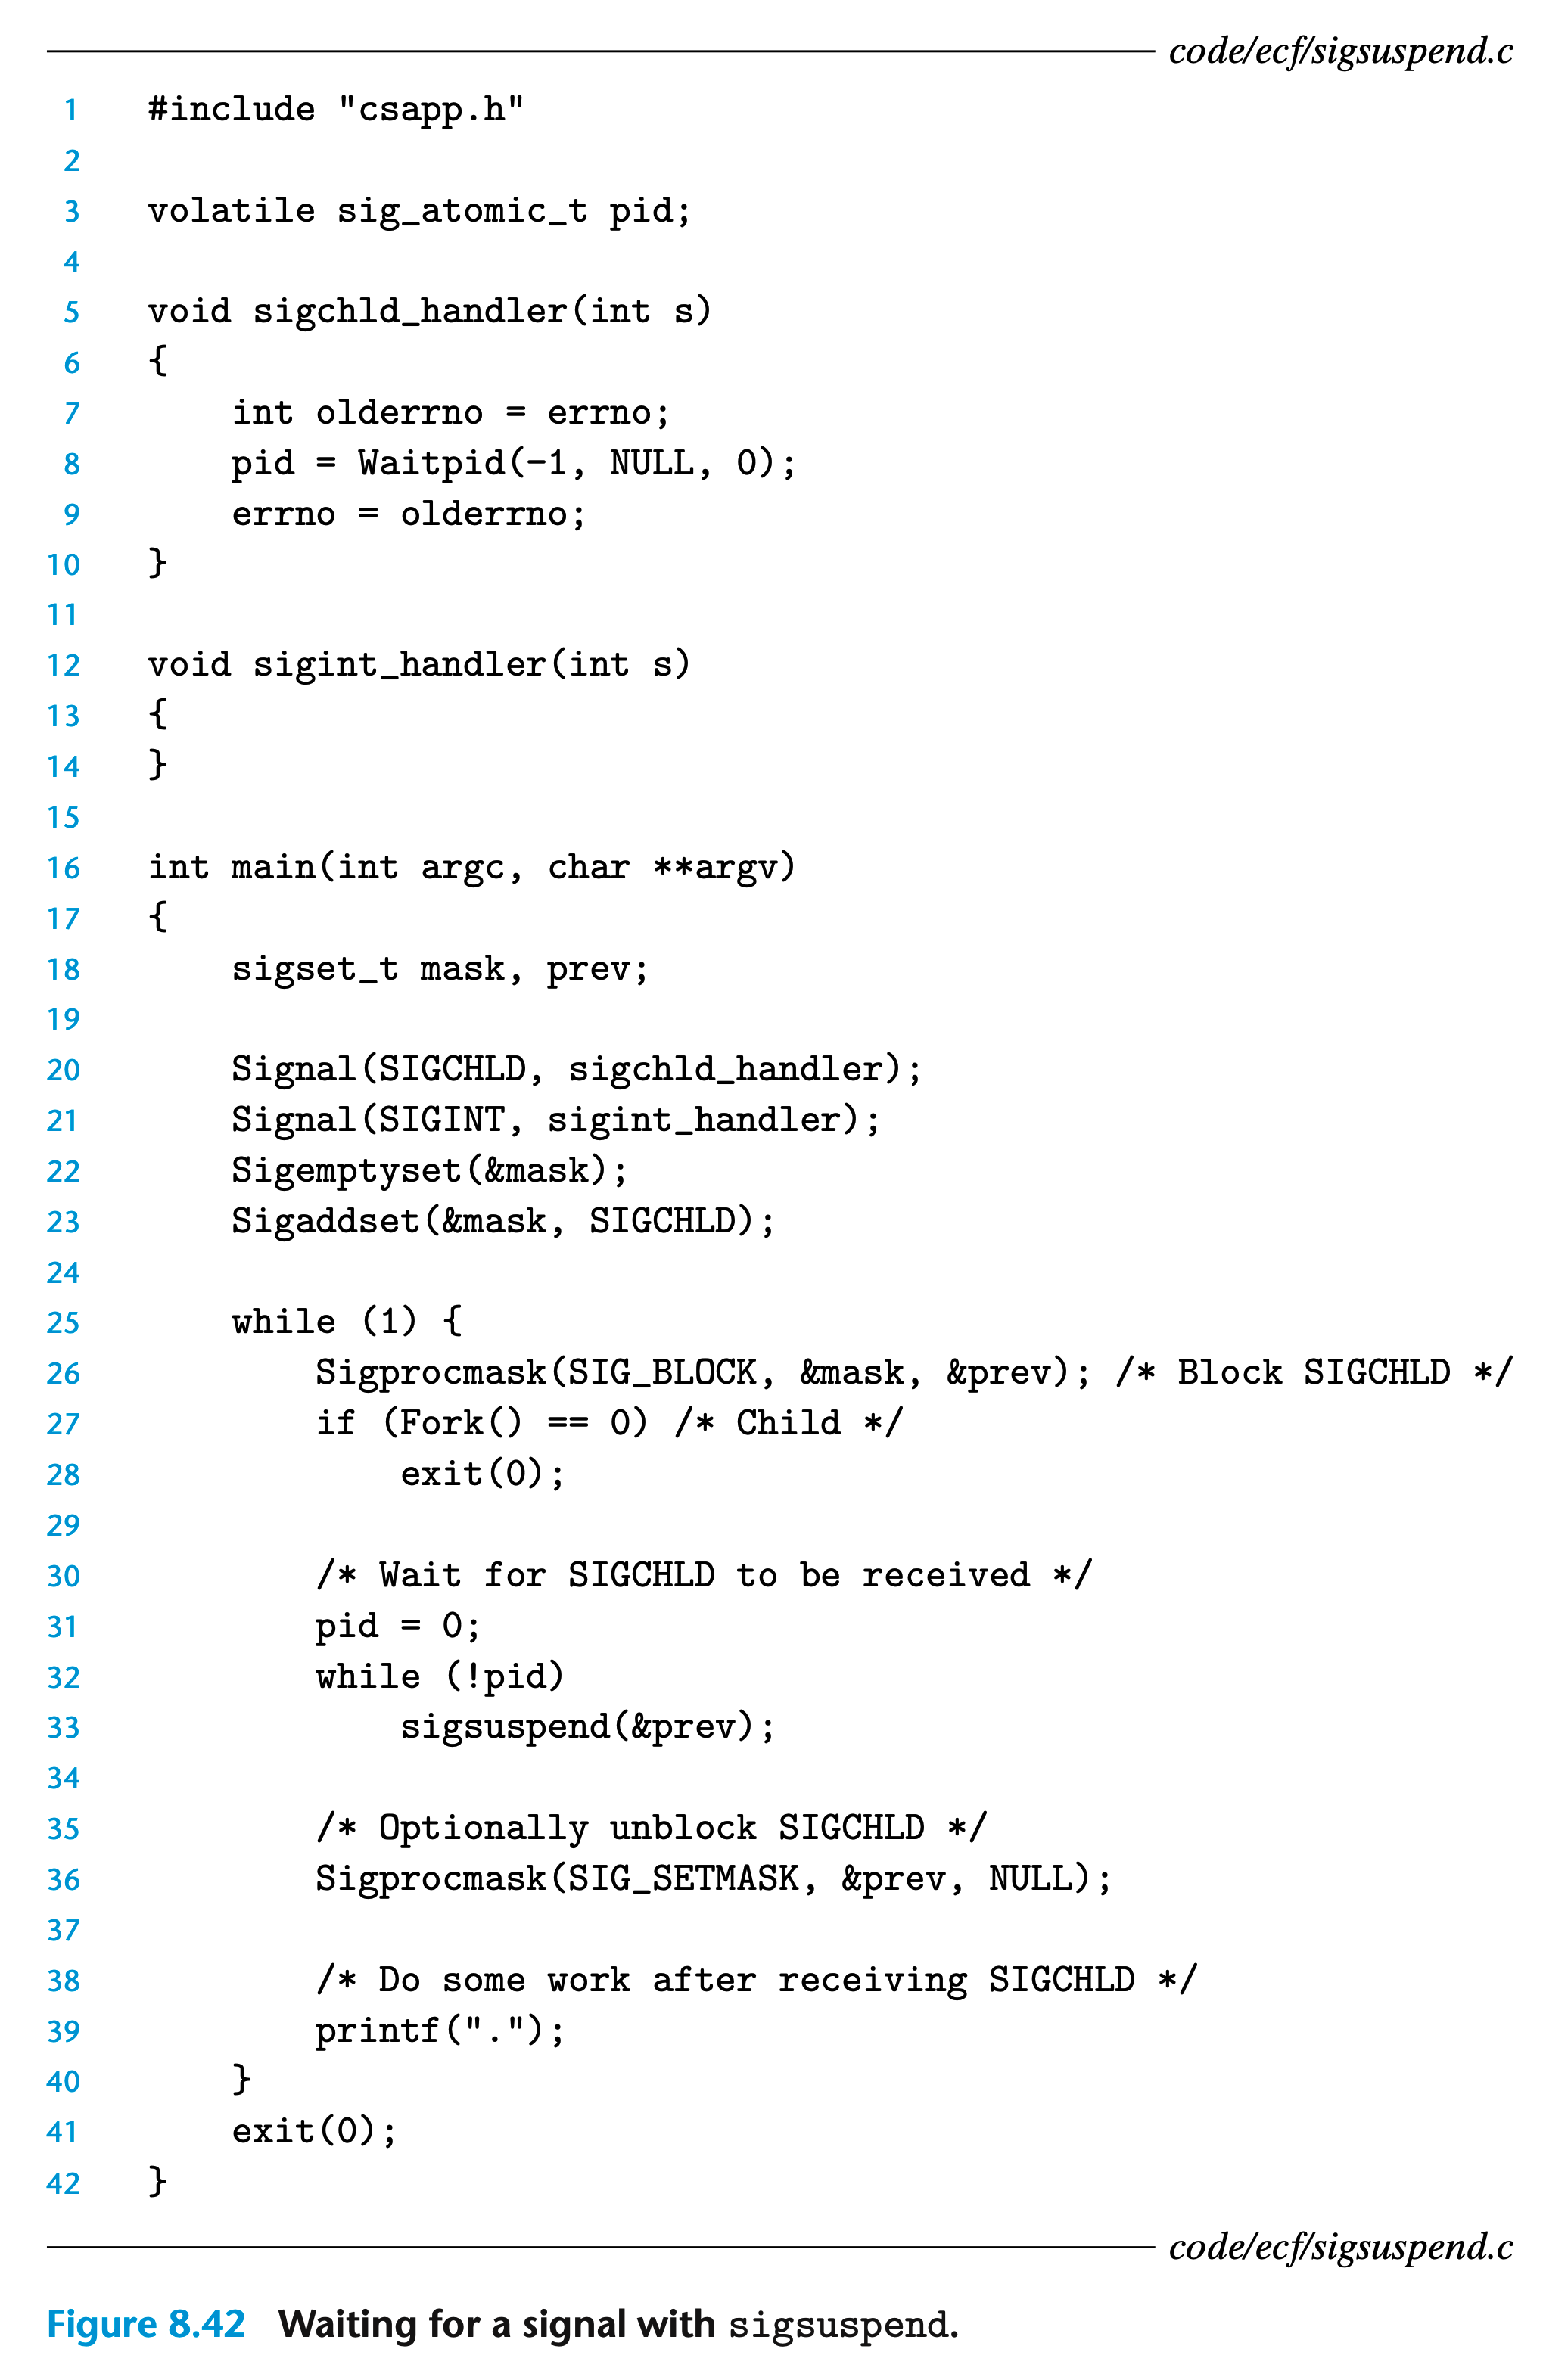 code/ecf/sigsuspend.c
1 #include "csapp.h"
2
3 volatile sig_atomic_t pid;
4
5 void sigchld_handler(int s)
6 {
7     int olderrno = errno;
8     pid = Waitpid(-1, NULL, 0);
9     errno = olderrno;
10 }
11
12 void sigint_handler(int s)
13 {
14 }
15
16 int main(int argc, char **argv)
17 {
18     sigset_t mask, prev;
19
20     Signal(SIGCHLD, sigchld_handler);
21     Signal(SIGINT, sigint_handler);
22     Sigemptyset(&mask);
23     Sigaddset(&mask, SIGCHLD);
24
25     while (1) {
26         Sigprocmask(SIG_BLOCK, &mask, &prev); /* Block SIGCHLD */
27         if (Fork() == 0) /* Child */
28             exit(0);
29
30         /* Wait for SIGCHLD to be received */
31         pid = 0;
32         while (!pid)
33             sigsuspend(&prev);
34
35         /* Optionally unblock SIGCHLD */
36         Sigprocmask(SIG_SETMASK, &prev, NULL);
37
38         /* Do some work after receiving SIGCHLD */
39         printf(".");
40     }
41     exit(0);
42 }
code/ecf/sigsuspend.c
Figure 8.42 Waiting for a signal with sigsuspend.